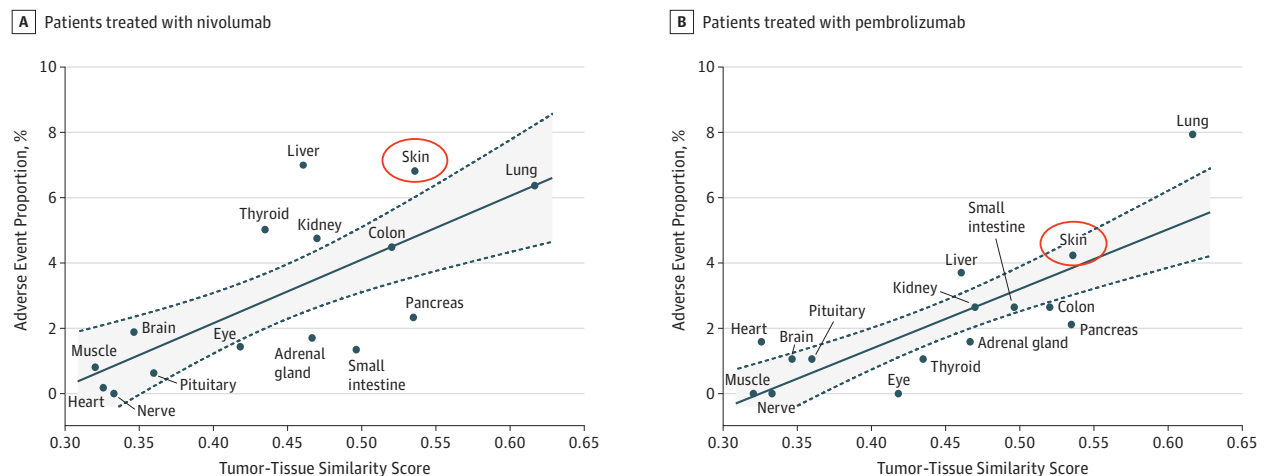 A Patients treated with nivolumab
10
8
6
4
2
0
Adverse Event Proportion, %
Liver
Skin
Lung
Thyroid
Kidney
Colon
Pancreas
Brain
Eye
Muscle
Adrenal
gland
Small
intestine
Pituitary
Heart
Nerve
0.30 0.35 0.40 0.45 0.50 0.55 0.60 0.65
Tumor-Tissue Similarity Score
B Patients treated with pembrolizumab
10
8
6
4
2
0
Adverse Event Proportion, %
Lung
Small
intestine
Skin
Liver
Kidney
Pituitary
Colon
Heart
Brain
Pancreas
Adrenal gland
Thyroid
Muscle
Eye
Nerve
0.30 0.35 0.40 0.45 0.50 0.55 0.60 0.65
Tumor-Tissue Similarity Score